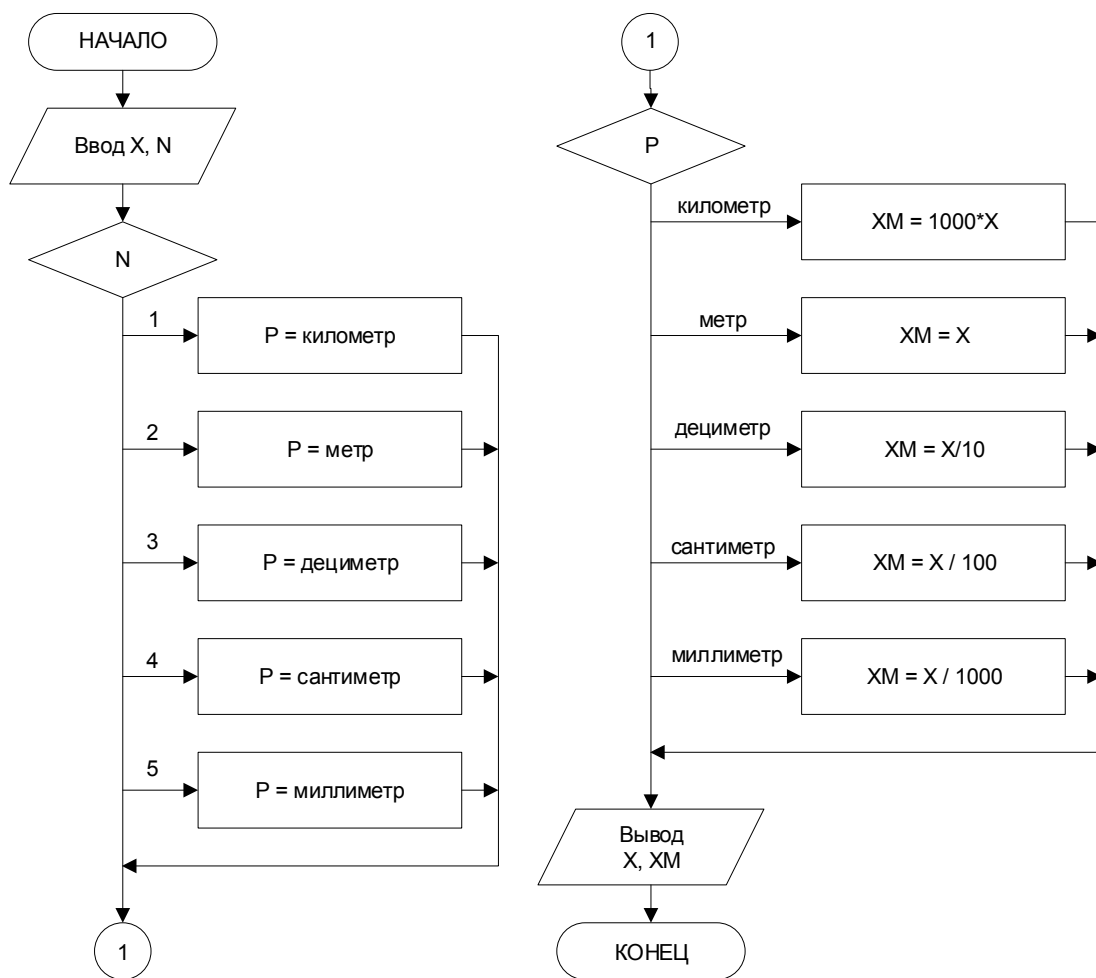 НАЧАЛО
Ввод X, N
N
1
P = километр
2
P = метр
3
P = дециметр
4
P = сантиметр
5
P = миллиметр
1
1
P
километр
XM = 1000*X
метр
XM = X
дециметр
XM = X/10
сантиметр
XM = X / 100
миллиметр
XM = X / 1000
Вывод
X, XM
КОНЕЦ